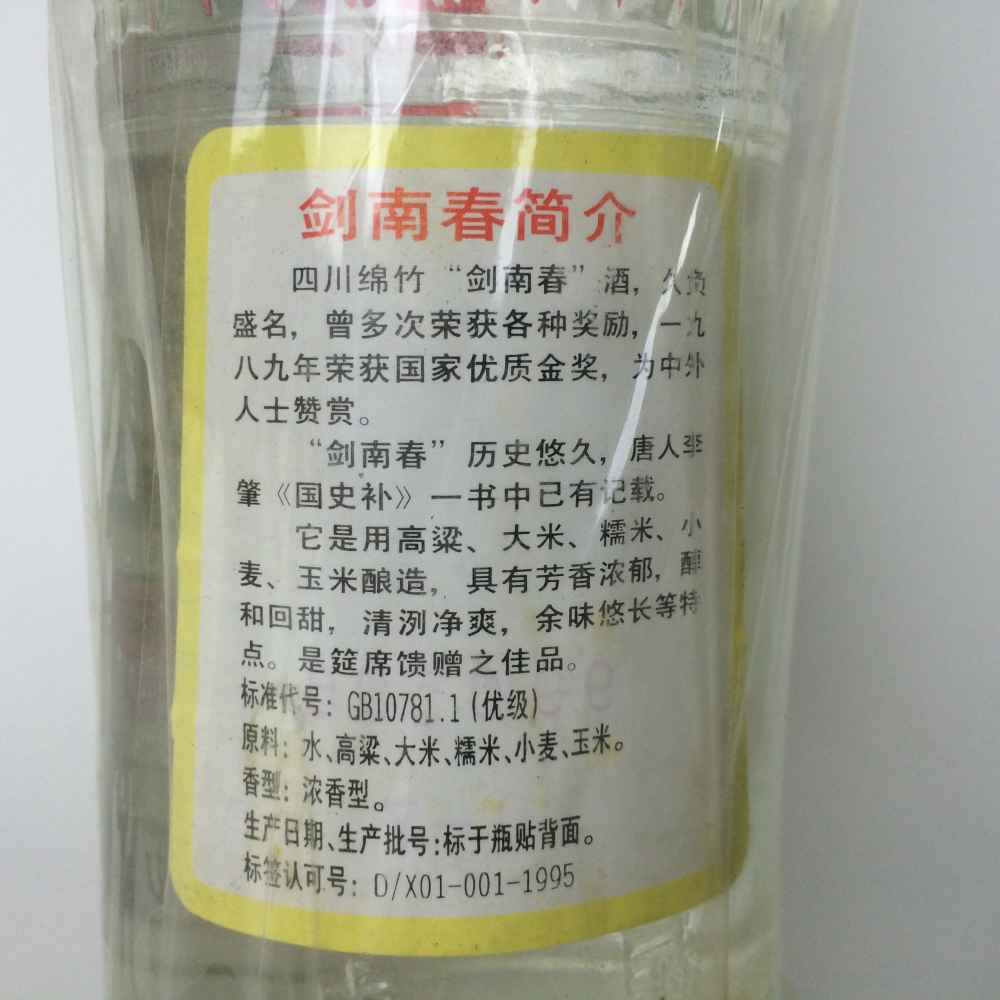 剑南春简介
四川绵竹“剑南春”酒，久负
盛名，曾多次荣获各种奖励，一九
八九年荣获国家优质金奖，为中外
人士赞赏。
“剑南春”历史悠久，唐人李
肇《国史补》一书中已有记载。
它是用高粱、大米、糯米、小
麦、玉米酿造，具有芳香浓郁，醇
和回甜，清洌净爽，余味悠长等特
点。是筵席馈赠之佳品。
标准代号：GB10781.1(优级)
原料：水、高粱、大米、糯米、小麦、玉米。
香型：浓香型。
生产日期、生产批号：标于瓶贴背面。
标签认可号：D/X01-001-1995